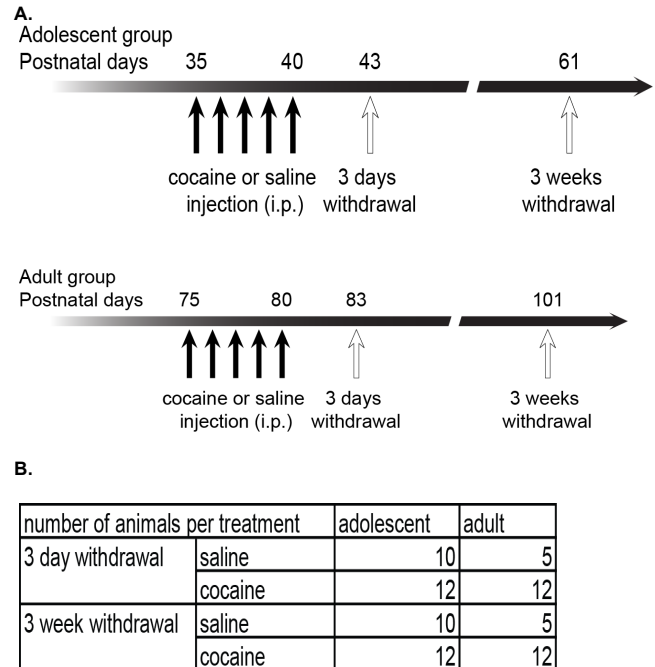 A.
Adolescent group
Postnatal days 35 40 43 61
cocaine or saline 3 days 3 weeks
injection (i.p.) withdrawal withdrawal
Adult group
Postnatal days 75 80 83 101
cocaine or saline 3 days 3 weeks
injection (i.p.) withdrawal withdrawal
B.
number of animals per treatment adolescent adult
3 day withdrawal saline 10 5
cocaine 12 12
3 week withdrawal saline 10 5
cocaine 12 12